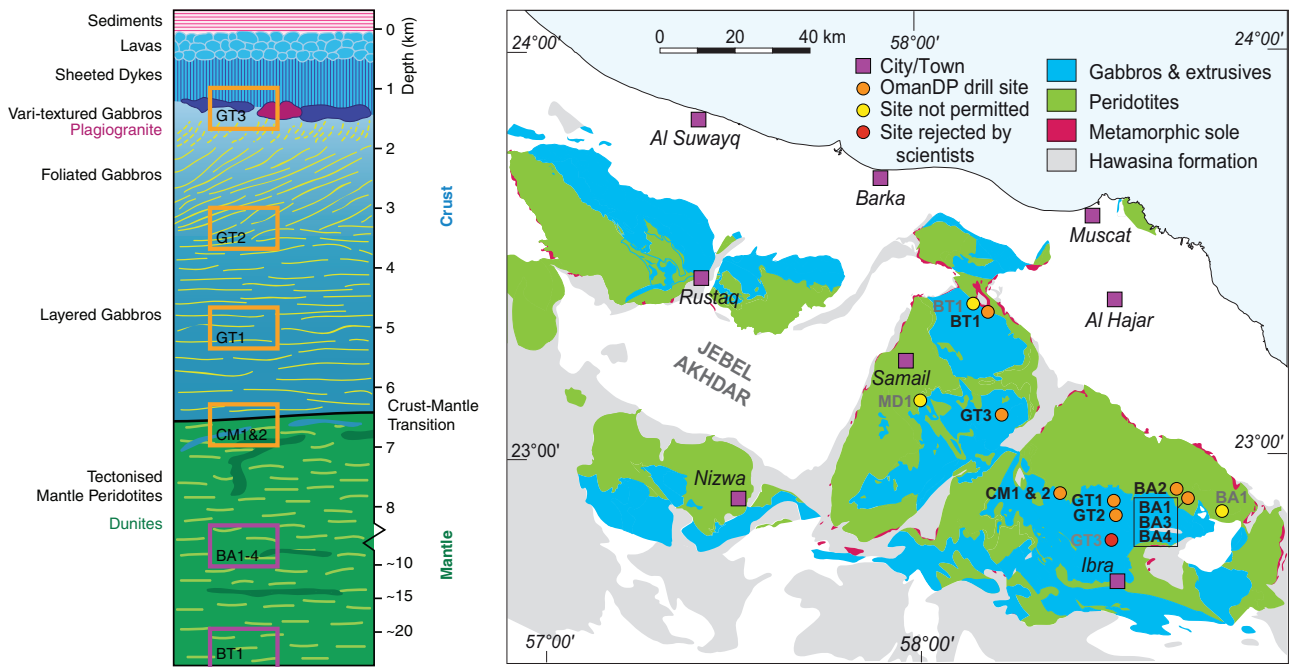 Sediments
Lavas
Sheeted Dykes
Vari-textured Gabbros
Plagiogranite
Foliated Gabbros
Layered Gabbros
Crust-Mantle
Transition
Tectonised
Mantle Peridotites
Dunites
GT3
GT2
GT1
CM1&2
BA1-4
BT1
0
1
2
3
4
5
6
7
8
~10
~15
~20
Depth (km)
Crust
Mantle
24°00'
58°00'
24°00'
0 20 40 km
City/Town
OmanDP drill site
Site not permitted
Site rejected by
scientists
Gabbros & extrusives
Peridotites
Metamorphic sole
Hawasina formation
Al Suwayq
Barka
Muscat
Rustaq
Al Hajar
BT1
BT1
JEBEL
AKHDAR
Samail
MD1
GT3
23°00'
23°00'
Nizwa
CM1 & 2
GT1
GT2
GT3
BA2
BA1
BA1
BA3
BA4
Ibra
57°00'
58°00'